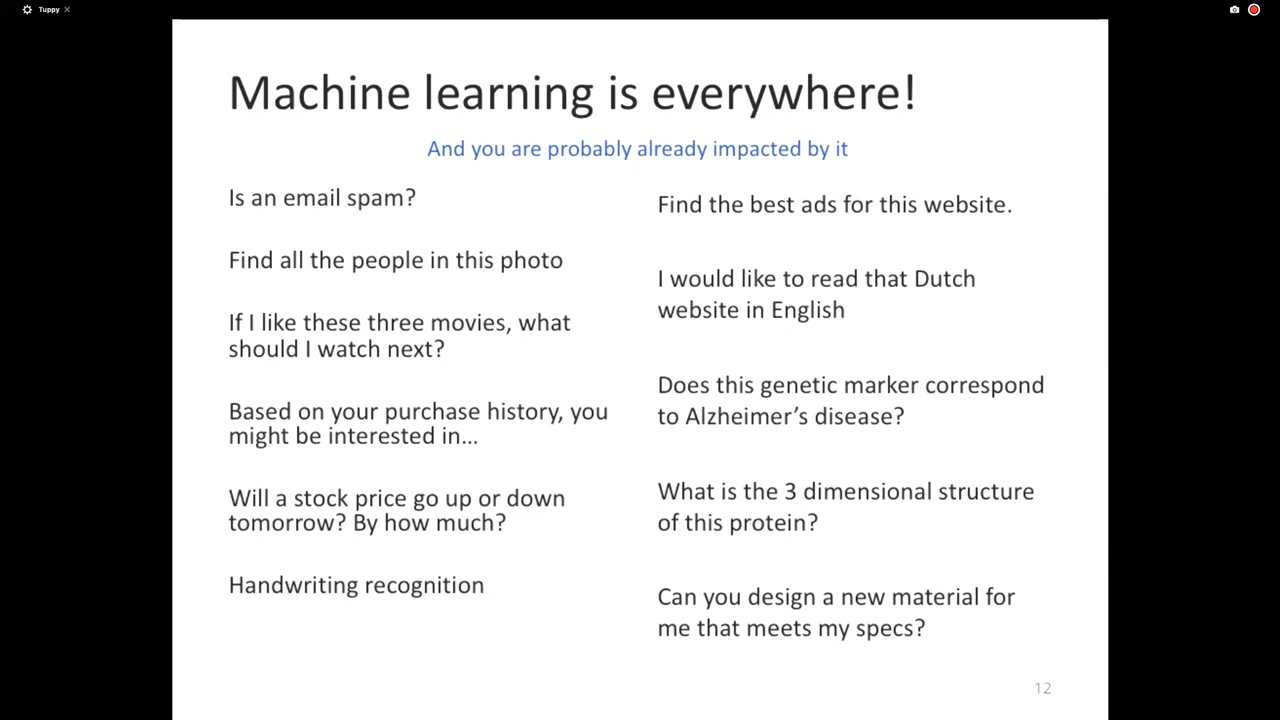 Tuppy
Machine learning is everywhere!
And you are probably already impacted by it
Is an email spam?
Find all the people in this photo
If I like these three movies, what
should I watch next?
Based on your purchase history, you
might be interested in…
Will a stock price go up or down
tomorrow? By how much?
Handwriting recognition
Find the best ads for this website.
I would like to read that Dutch
website in English
Does this genetic marker correspond
to Alzheimer’s disease?
What is the 3 dimensional structure
of this protein?
Can you design a new material for
me that meets my specs?
12